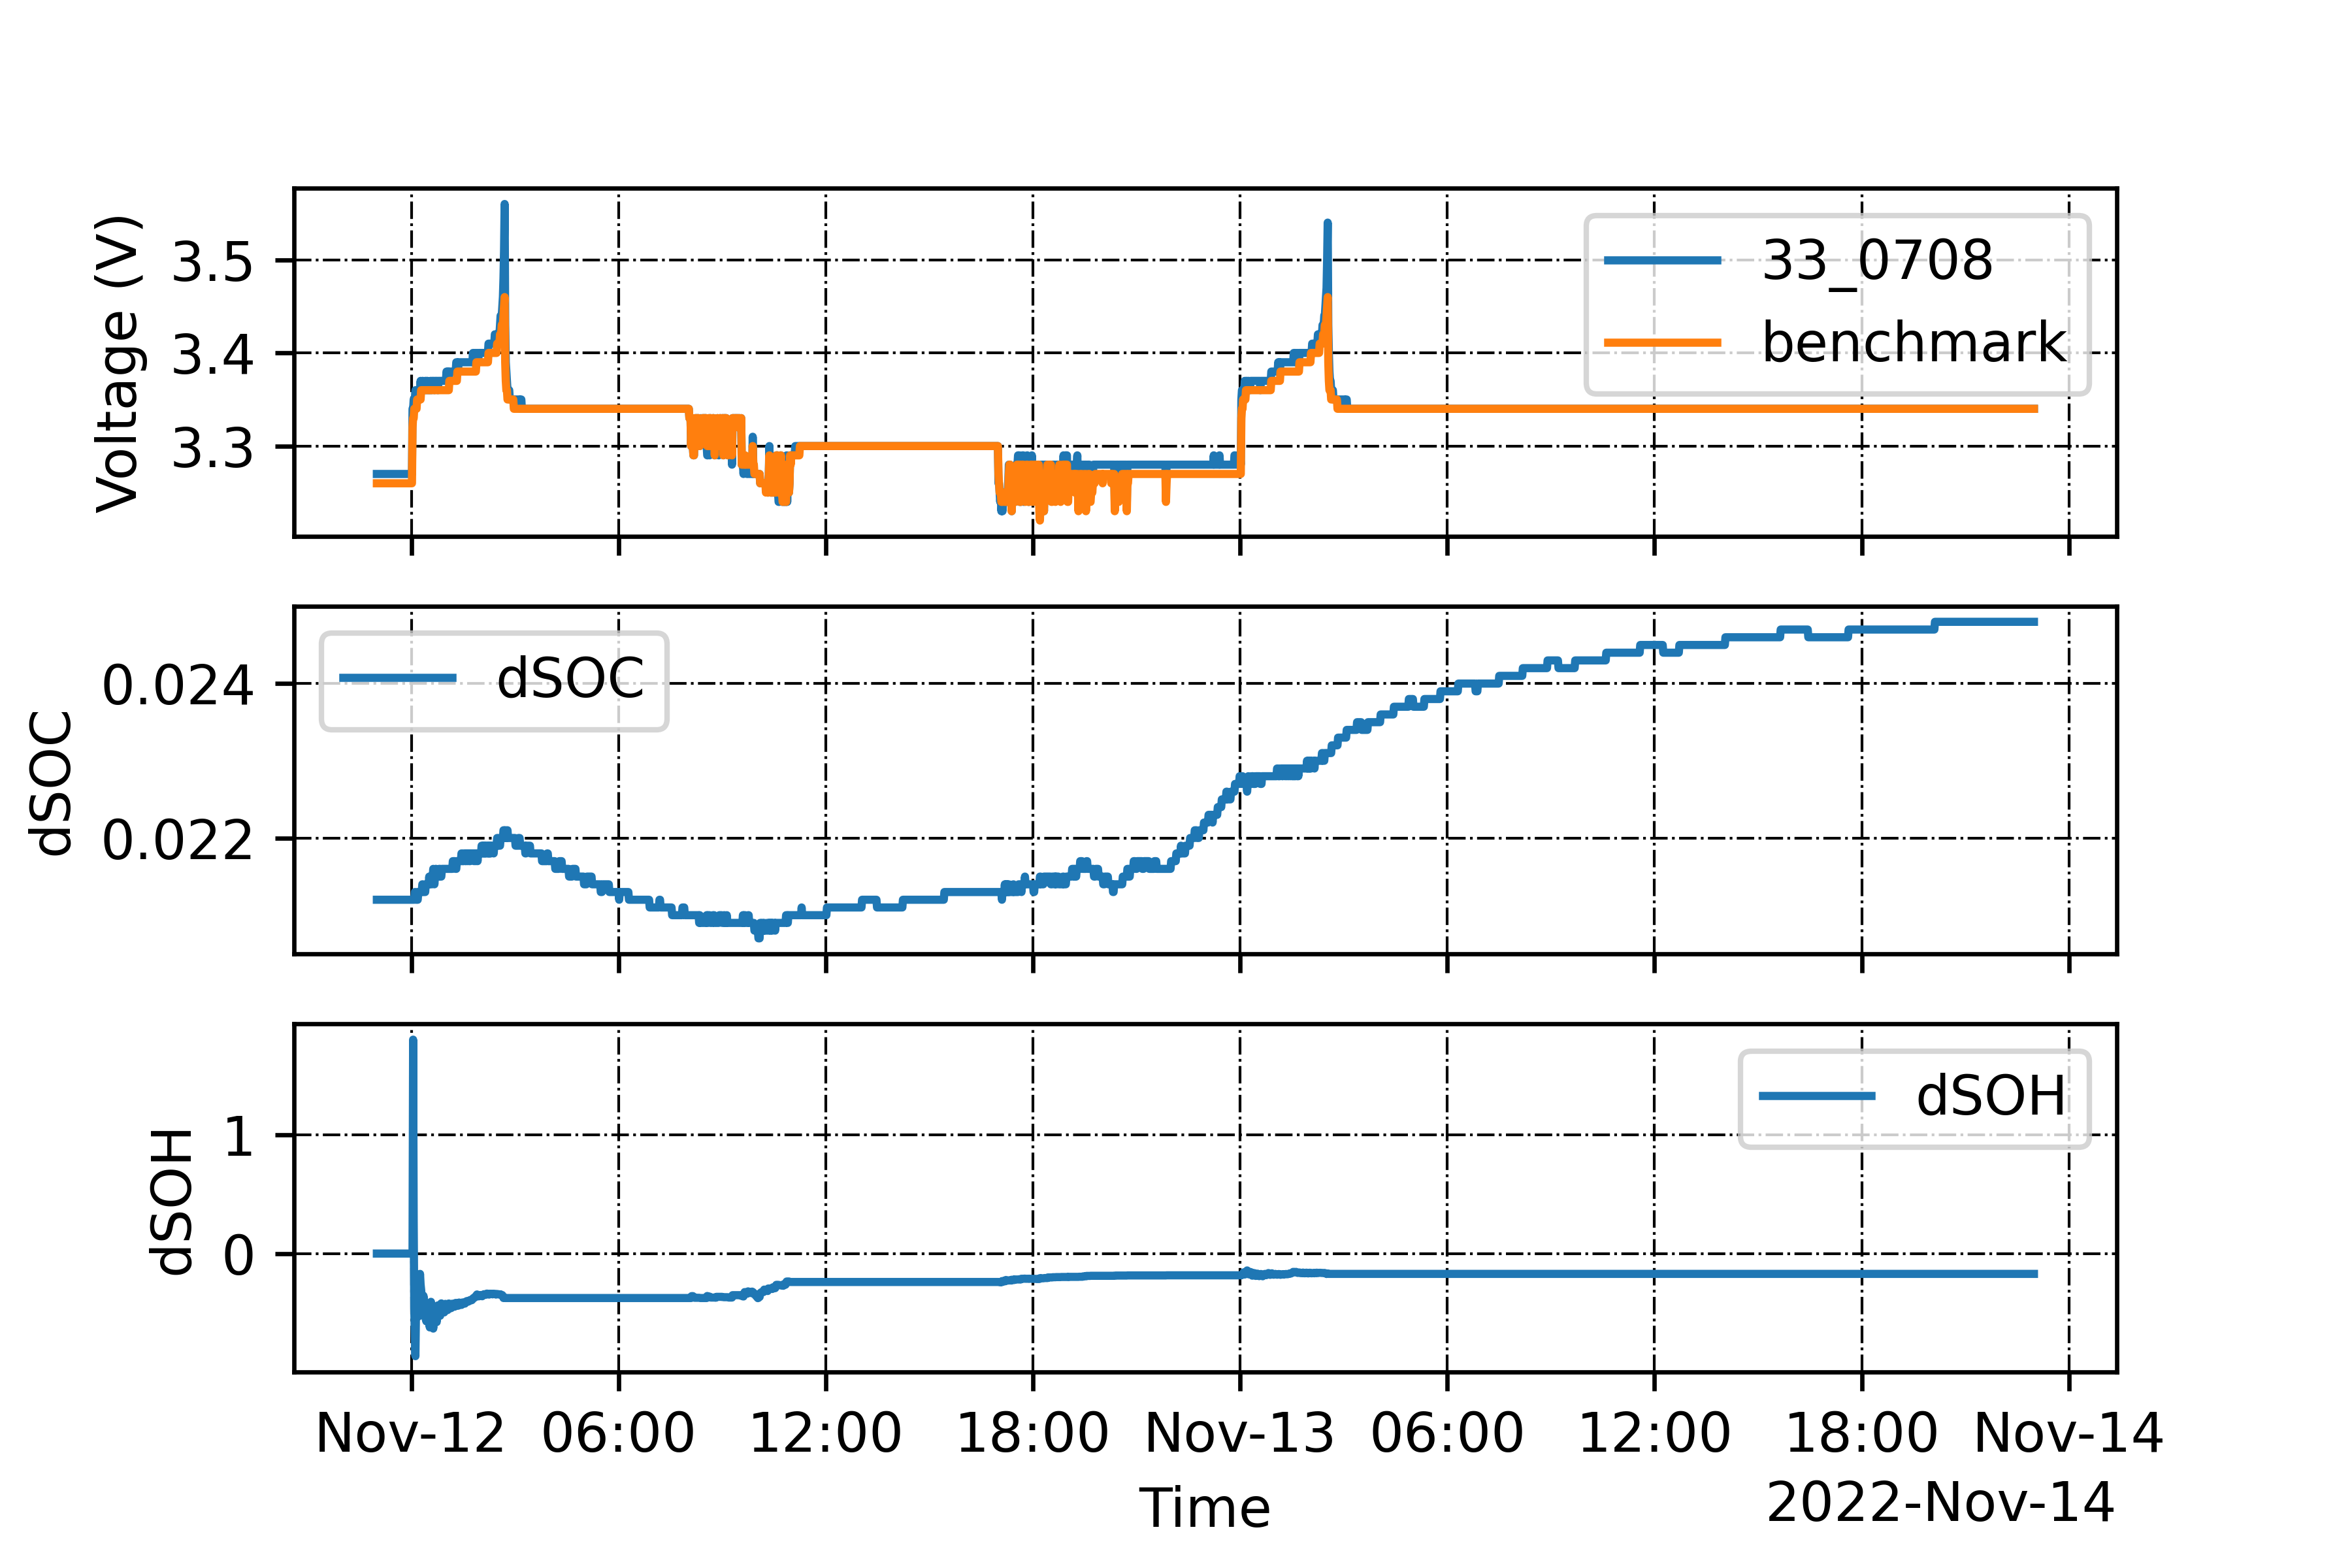 Voltage (V)
3.5
3.4
3.3
33_0708
benchmark
dSOC
0.024
0.022
dSOC
dSOH
1
0
dSOH
Nov-12 06:00 12:00 18:00 Nov-13 06:00 12:00 18:00 Nov-14
Time
2022-Nov-14